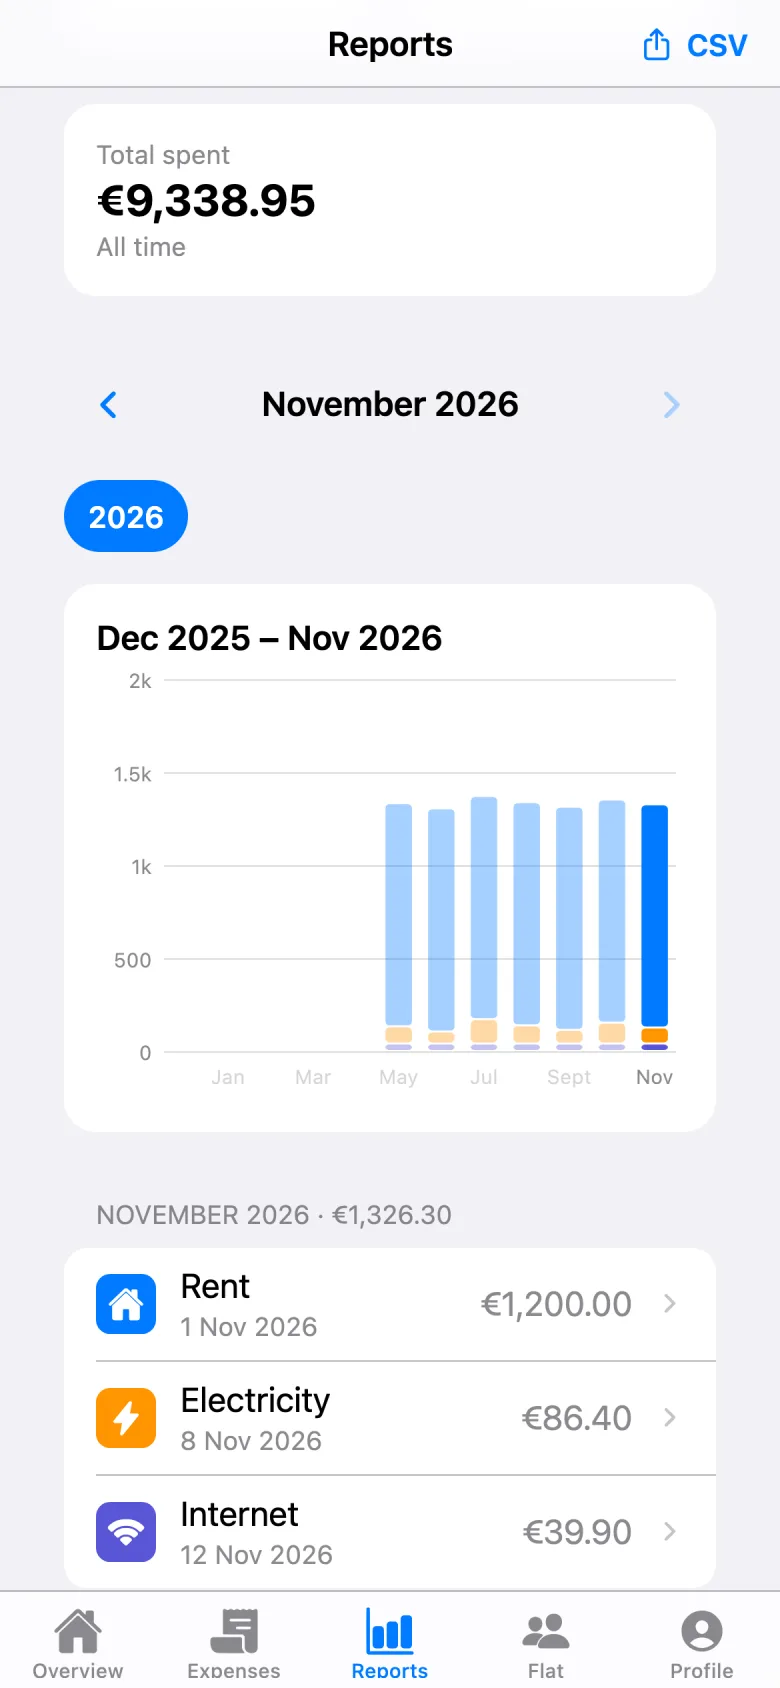 Reports
CSV
Total spent
€9,338.95
All time
November 2026
2026
Dec 2025 – Nov 2026
2k
1.5k
1k
500
0
Jan Mar May Jul Sept Nov
NOVEMBER 2026 · €1,326.30
Rent
1 Nov 2026
€1,200.00
Electricity
8 Nov 2026
€86.40
Internet
12 Nov 2026
€39.90
Overview Expenses Reports Flat Profile